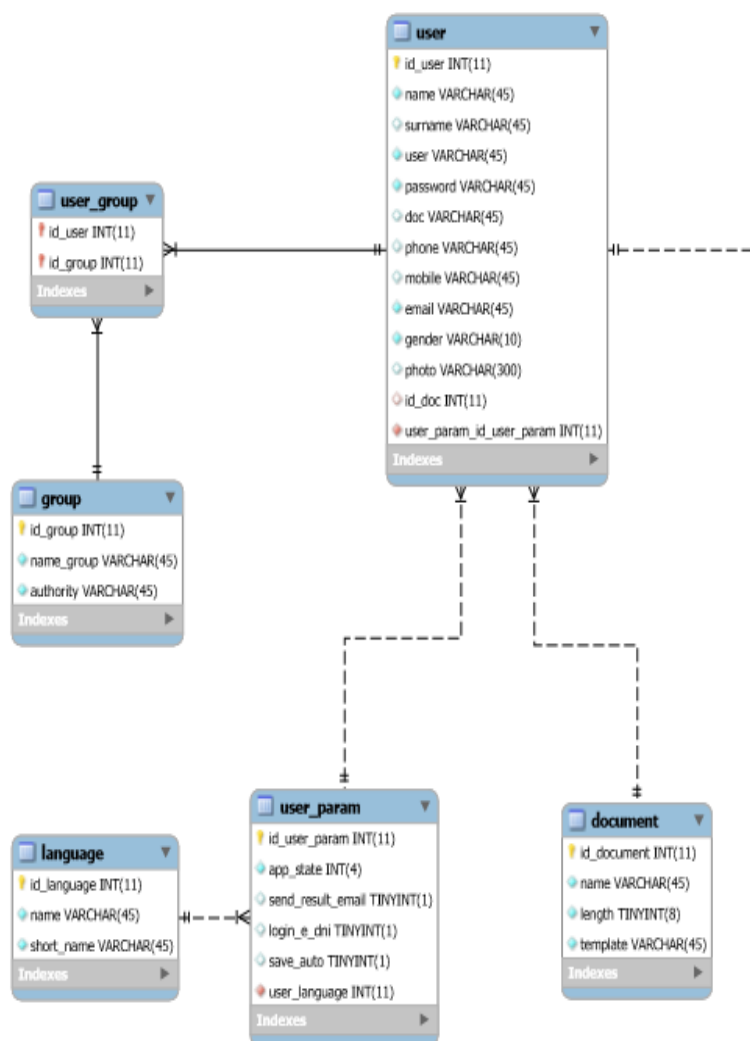 user
id_user INT(11)
name VARCHAR(45)
surname VARCHAR(45)
user VARCHAR(45)
password VARCHAR(45)
doc VARCHAR(45)
phone VARCHAR(45)
mobile VARCHAR(45)
email VARCHAR(45)
gender VARCHAR(10)
photo VARCHAR(300)
id_doc INT(11)
user_param_id_user_param INT(11)
Indexes
user_group
id_user INT(11)
id_group INT(11)
Indexes
group
id_group INT(11)
name_group VARCHAR(45)
authority VARCHAR(45)
Indexes
user_param
id_user_param INT(11)
app_state INT(4)
send_result_email TINYINT(1)
login_e_dni TINYINT(1)
save_auto TINYINT(1)
user_language INT(11)
Indexes
language
id_language INT(11)
name VARCHAR(45)
short_name VARCHAR(45)
Indexes
document
id_document INT(11)
name VARCHAR(45)
length TINYINT(8)
template VARCHAR(45)
Indexes